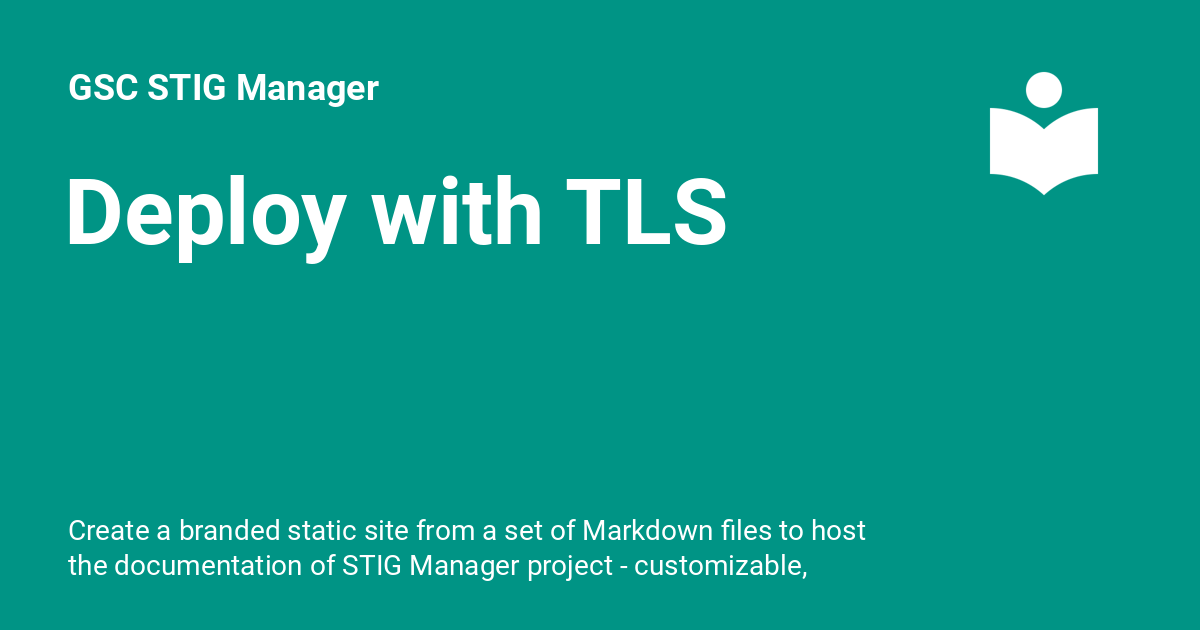 GSC STIG Manager
Deploy with TLS
Create a branded static site from a set of Markdown files to host
the documentation of STIG Manager project - customizable,